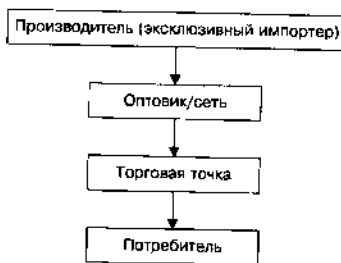 Производитель (эксклюзивный импортер)
Оптовик/сеть
Торговая точка
Потребитель